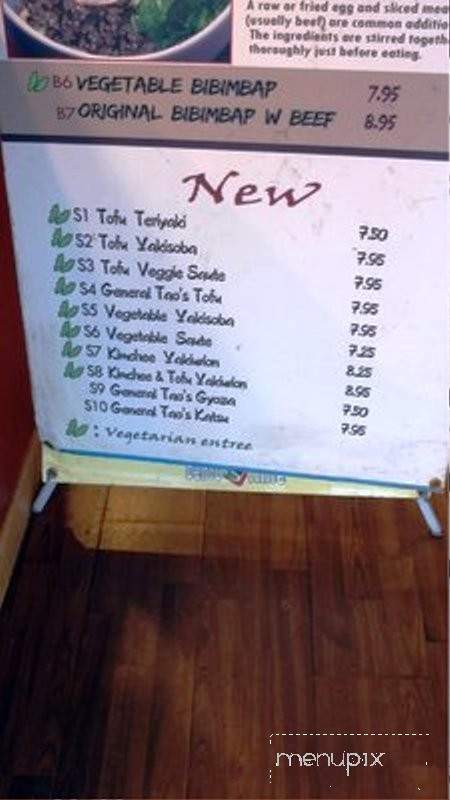 A raw or fried egg and sliced meat
(usually beef) are common additio
The ingredients are stirred togeth
thoroughly just before eating.
B6 VEGETABLE BIBIMBAP 7.95
B7 ORIGINAL BIBIMBAP W BEEF 8.95
New
S1 Tofu Teriyaki 7.50
S2 Tofu Yakisoba 7.95
S3 Tofu Veggie Saute 7.95
S4 General Tao's Tofu 7.95
S5 Vegetable Yakisoba 7.95
S6 Vegetable Saute 7.25
S7 Kimchee Yakiudon 8.25
S8 Kimchee & Tofu Yakiudon 8.95
S9 General Tao's Gyoza 7.50
S10 General Tao's Katsu 7.95
: Vegetarian entree
menupix